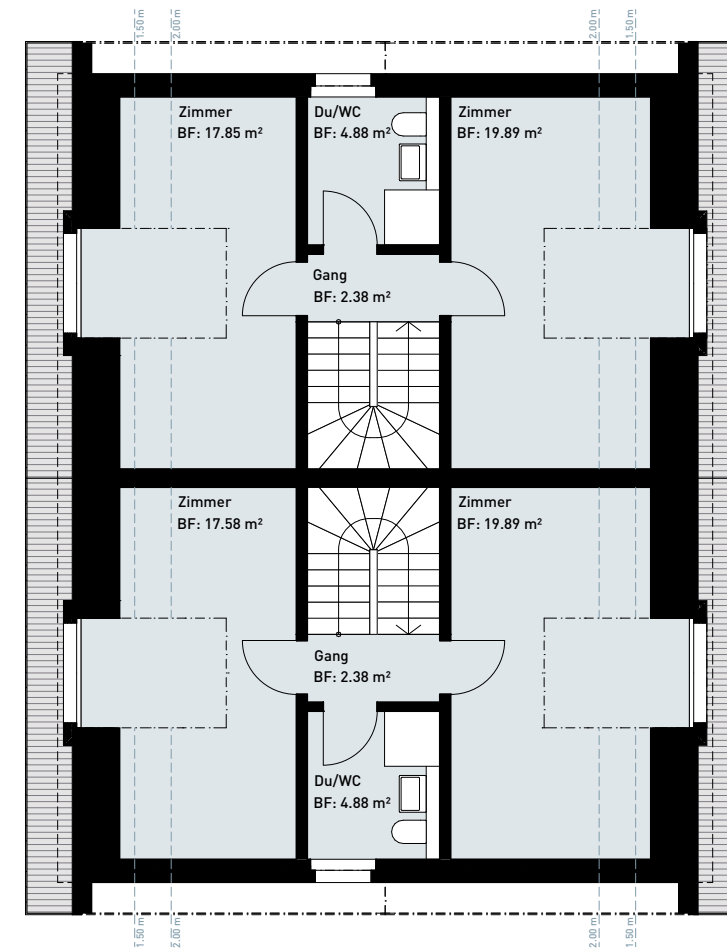 1.50 m
2.00 m
2.00 m
1.50 m
Zimmer
BF: 17.85 m²
Du/WC
BF: 4.88 m²
Zimmer
BF: 19.89 m²
Gang
BF: 2.38 m²
Zimmer
BF: 17.58 m²
Zimmer
BF: 19.89 m²
Gang
BF: 2.38 m²
Du/WC
BF: 4.88 m²
1.50 m
2.00 m
2.00 m
1.50 m